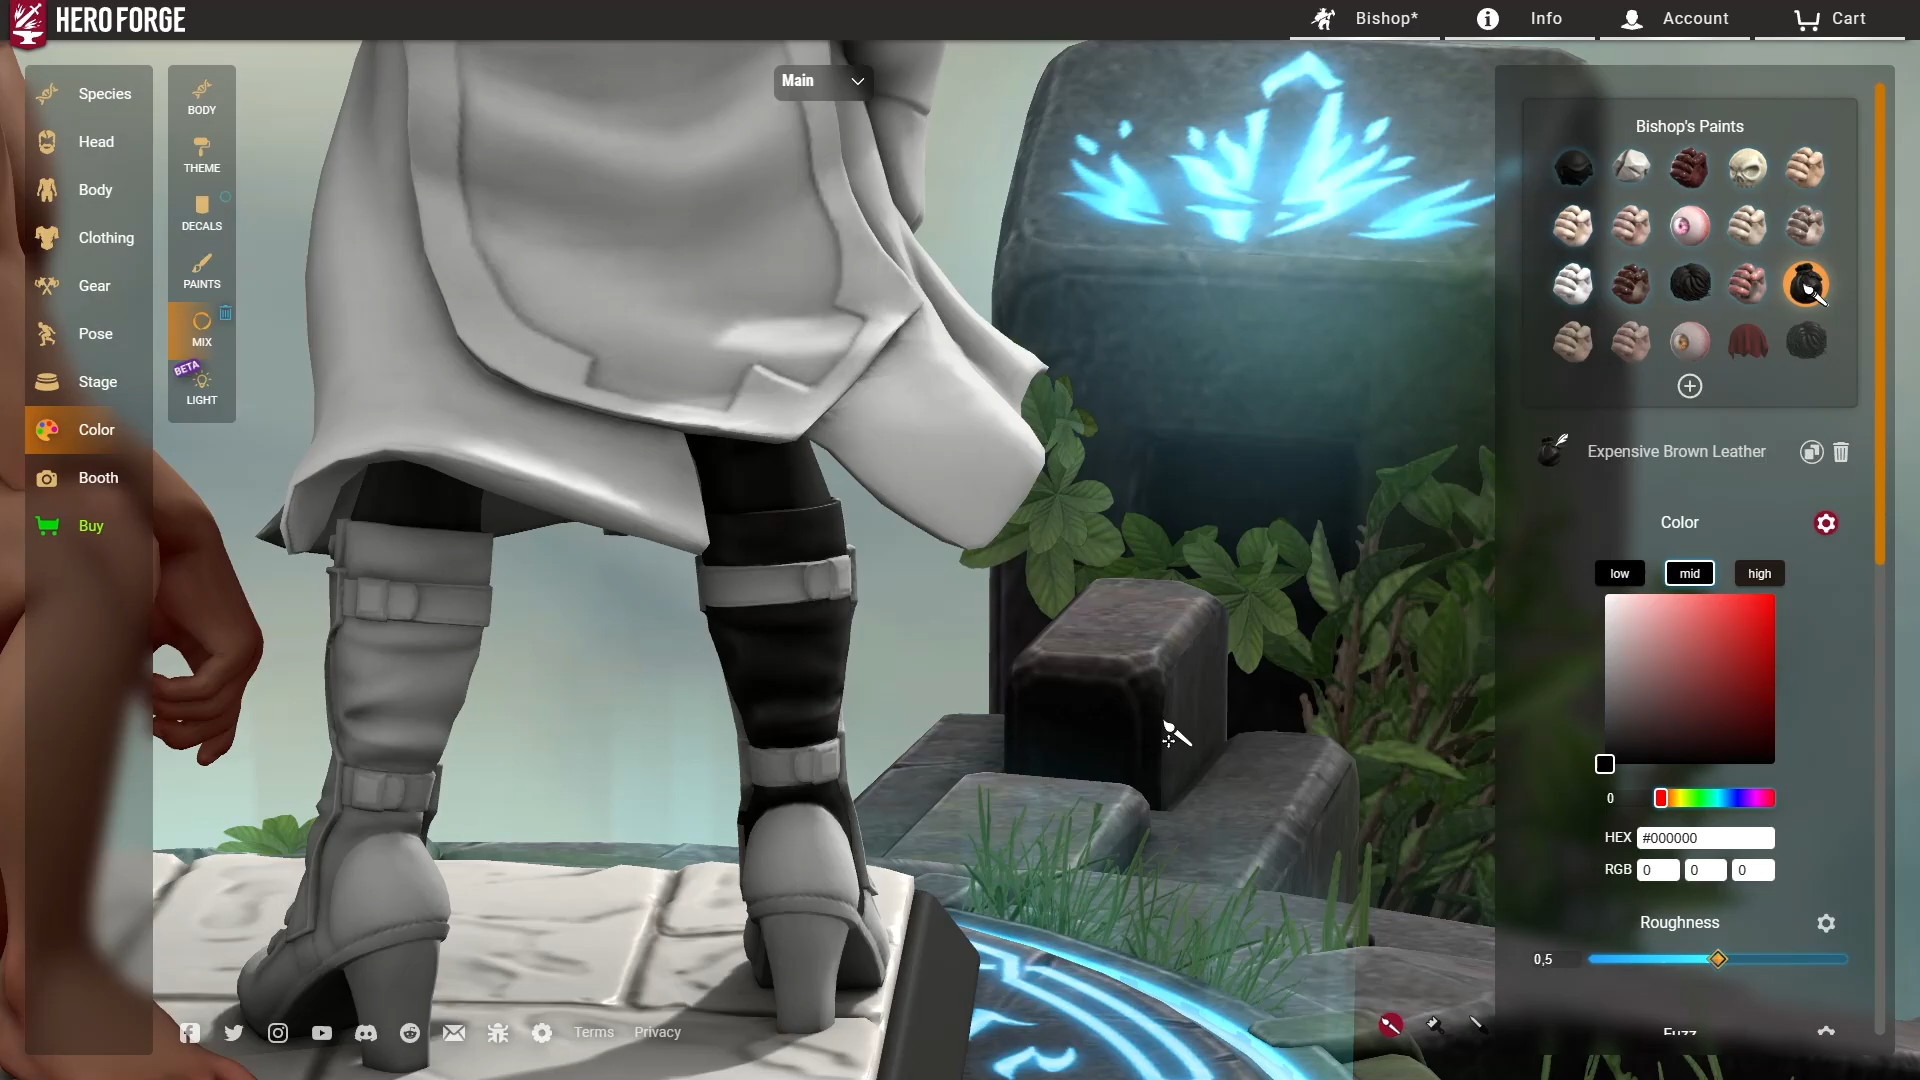 HERO FORGE
Bishop*
Info
Account
Cart
Species
Head
Body
Clothing
Gear
Pose
Stage
Color
Booth
Buy
BODY
THEME
DECALS
PAINTS
MIX
BETA
LIGHT
Main
Bishop's Paints
Expensive Brown Leather
Color
low
mid
high
0
HEX #000000
RGB 0 0 0
Roughness
0,5
Fuzz
Terms
Privacy